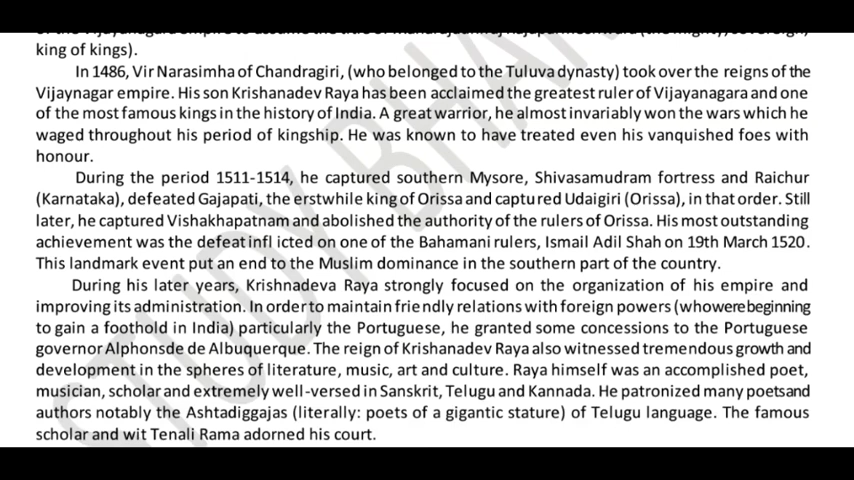 king of kings).
In 1486, Vir Narasimha of Chandragiri, (who belonged to the Tuluva dynasty) took over the reigns of the
Vijaynagar empire. His son Krishanadev Raya has been acclaimed the greatest ruler of Vijayanagara and one
of the most famous kings in the history of India. A great warrior, he almost invariably won the wars which he
waged throughout his period of kingship. He was known to have treated even his vanquished foes with
honour.
During the period 1511-1514, he captured southern Mysore, Shivasamudram fortress and Raichur
(Karnataka), defeated Gajapati, the erstwhile king of Orissa and captured Udaigiri (Orissa), in that order. Still
later, he captured Vishakhapatnam and abolished the authority of the rulers of Orissa. His most outstanding
achievement was the defeat infl icted on one of the Bahamani rulers, Ismail Adil Shah on 19th March 1520.
This landmark event put an end to the Muslim dominance in the southern part of the country.
During his later years, Krishnadeva Raya strongly focused on the organization of his empire and
improving its administration. In order to maintain friendly relations with foreign powers (who were beginning
to gain a foothold in India) particularly the Portuguese, he granted some concessions to the Portuguese
governor Alphonsde de Albuquerque. The reign of Krishanadev Raya also witnessed tremendous growth and
development in the spheres of literature, music, art and culture. Raya himself was an accomplished poet,
musician, scholar and extremely well-versed in Sanskrit, Telugu and Kannada. He patronized many poets and
authors notably the Ashtadiggajas (literally: poets of a gigantic stature) of Telugu language. The famous
scholar and wit Tenali Rama adorned his court.